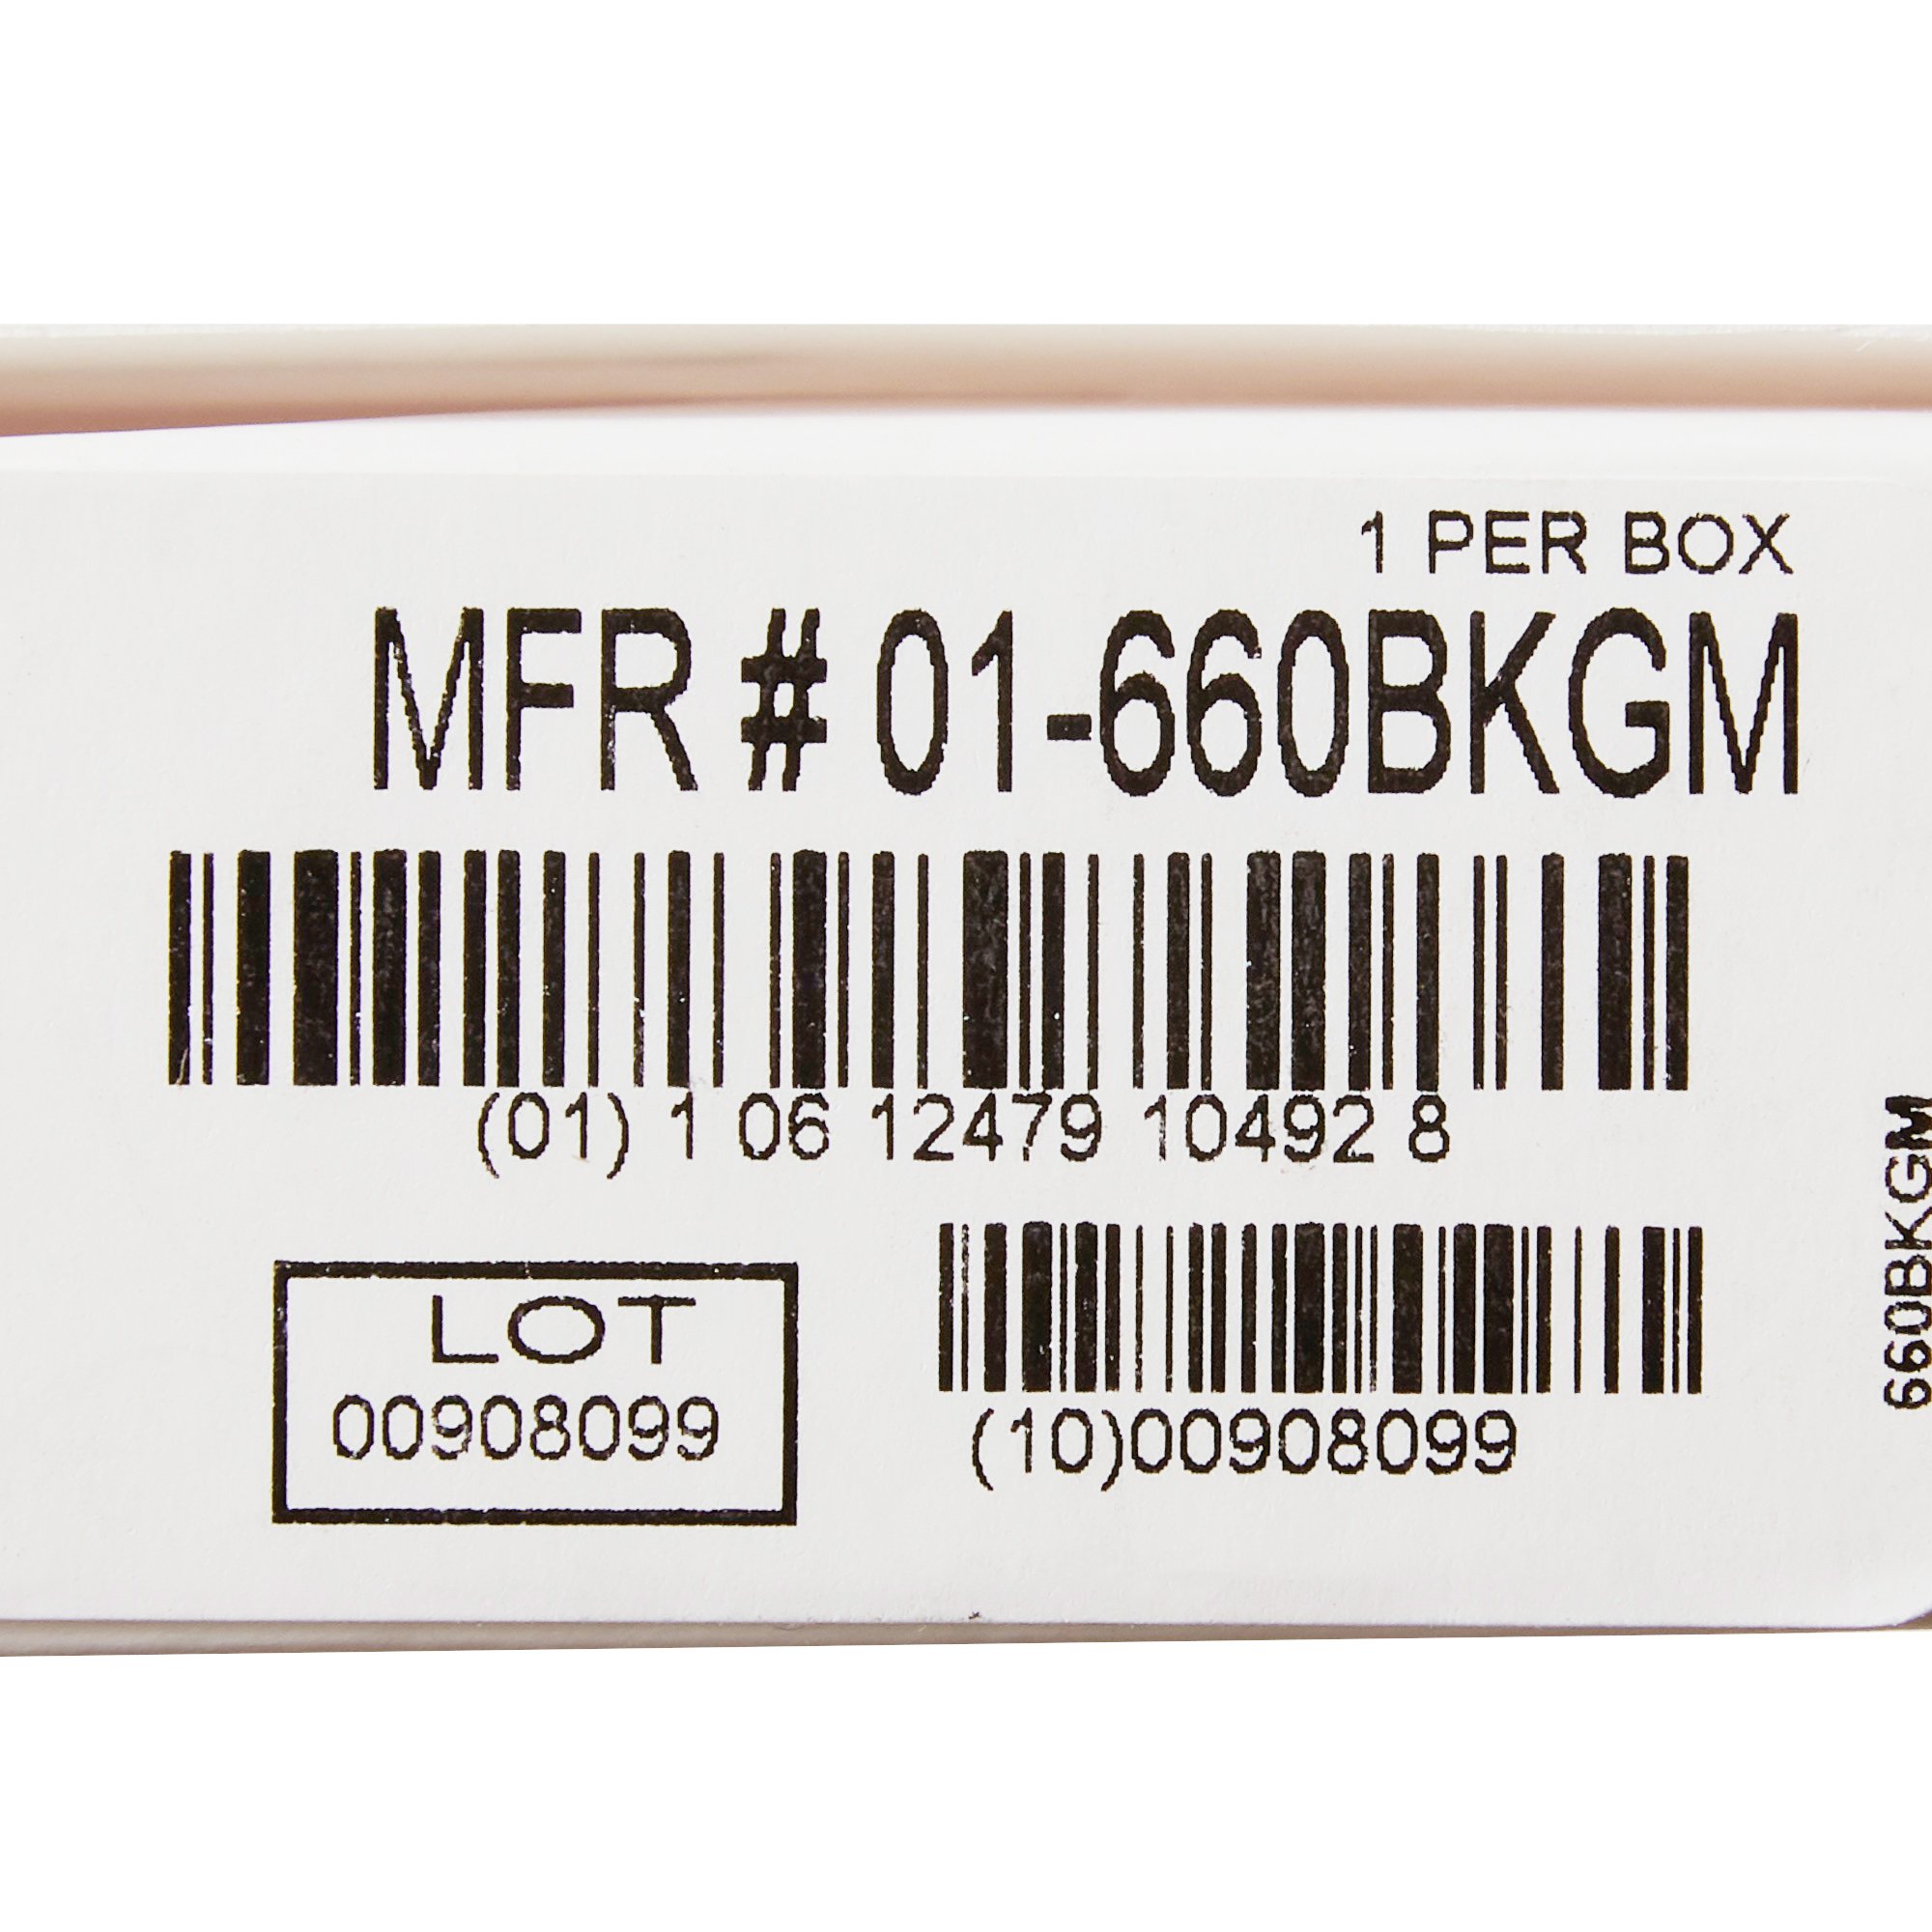 1 PER BOX
MFR # 01-660BKGM
(01) 1 06 12479 10492 8
LOT
00908099
(10)00908099
660BKGM